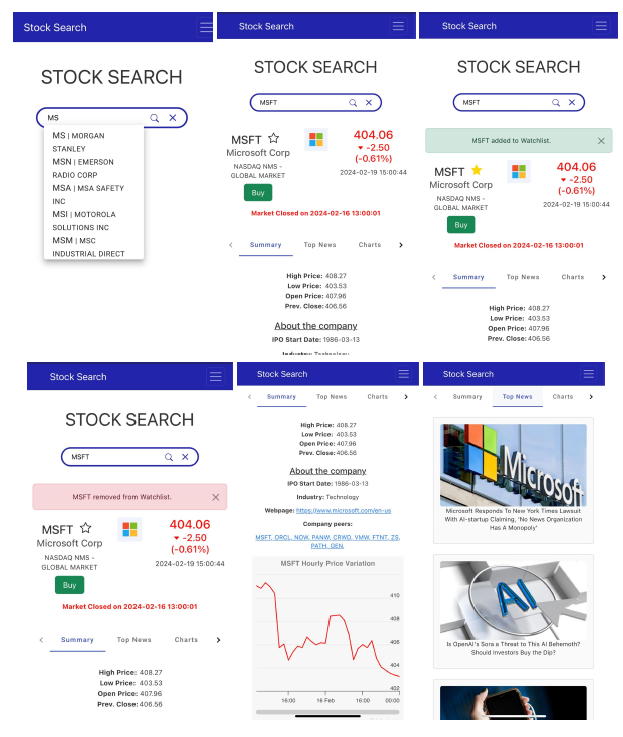 Stock Search
STOCK SEARCH
MS
MS | MORGAN
STANLEY
MSN | EMERSON
RADIO CORP
MSA | MSA SAFETY
INC
MSI | MOTOROLA
SOLUTIONS INC
MSM | MSC
INDUSTRIAL DIRECT
Stock Search
STOCK SEARCH
MSFT
MSFT
Microsoft Corp
NASDAQ NMS -
GLOBAL MARKET
Buy
404.06
-2.50
(-0.61%)
2024-02-19 15:00:44
Market Closed on 2024-02-16 13:00:01
Summary Top News Charts
High Price: 408.27
Low Price: 403.53
Open Price: 407.96
Prev. Close: 406.56
About the company
IPO Start Date: 1986-03-13
Industry: Technology
Stock Search
STOCK SEARCH
MSFT
MSFT added to Watchlist.
MSFT
Microsoft Corp
NASDAQ NMS -
GLOBAL MARKET
Buy
404.06
-2.50
(-0.61%)
2024-02-19 15:00:44
Market Closed on 2024-02-16 13:00:01
Summary Top News Charts
High Price: 408.27
Low Price: 403.53
Open Price: 407.96
Prev. Close: 406.56
Stock Search
STOCK SEARCH
MSFT
MSFT removed from Watchlist.
MSFT
Microsoft Corp
NASDAQ NMS -
GLOBAL MARKET
Buy
404.06
-2.50
(-0.61%)
2024-02-19 15:00:44
Market Closed on 2024-02-16 13:00:01
Summary Top News Charts
High Price: 408.27
Low Price: 403.53
Open Price: 407.96
Prev. Close: 406.56
Stock Search
Summary Top News Charts
High Price: 408.27
Low Price: 403.53
Open Price: 407.96
Prev. Close: 406.56
About the company
IPO Start Date: 1986-03-13
Industry: Technology
Webpage: https://www.microsoft.com/en-us
Company peers:
MSFT, ORCL, NOW, PANW, CRWD, VMW, FTNT, ZS,
PATH, GEN,
MSFT Hourly Price Variation
410
408
406
404
402
16:00 16 Feb 16:00 00:00
Stock Search
Summary Top News Charts
Microsoft
Microsoft Responds To New York Times Lawsuit
With AI-startup Claiming, 'No News Organization
Has A Monopoly'
AI
Is OpenAI 's Sora a Threat to This AI Behemoth?
Should Investors Buy the Dip?